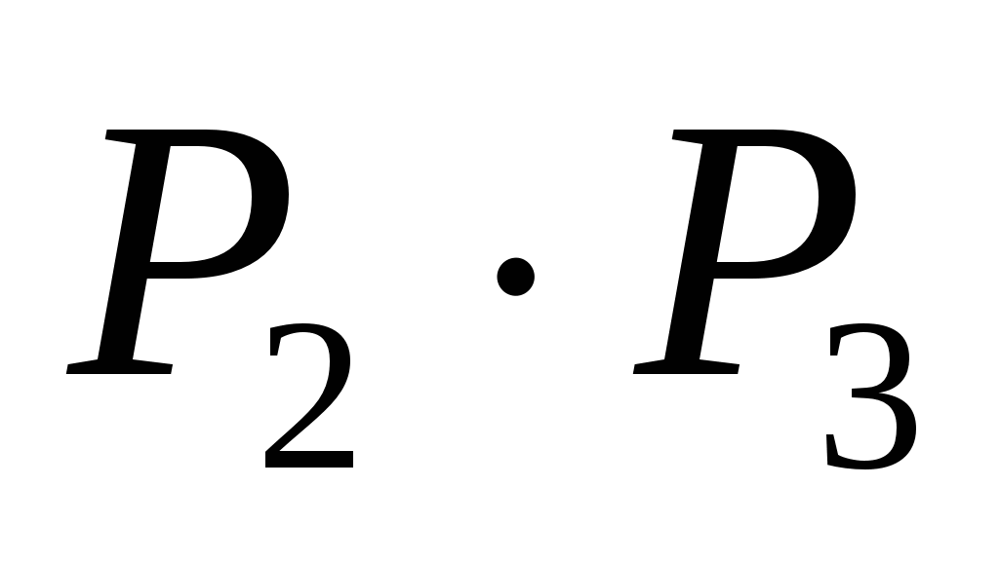 P₂ · P₃